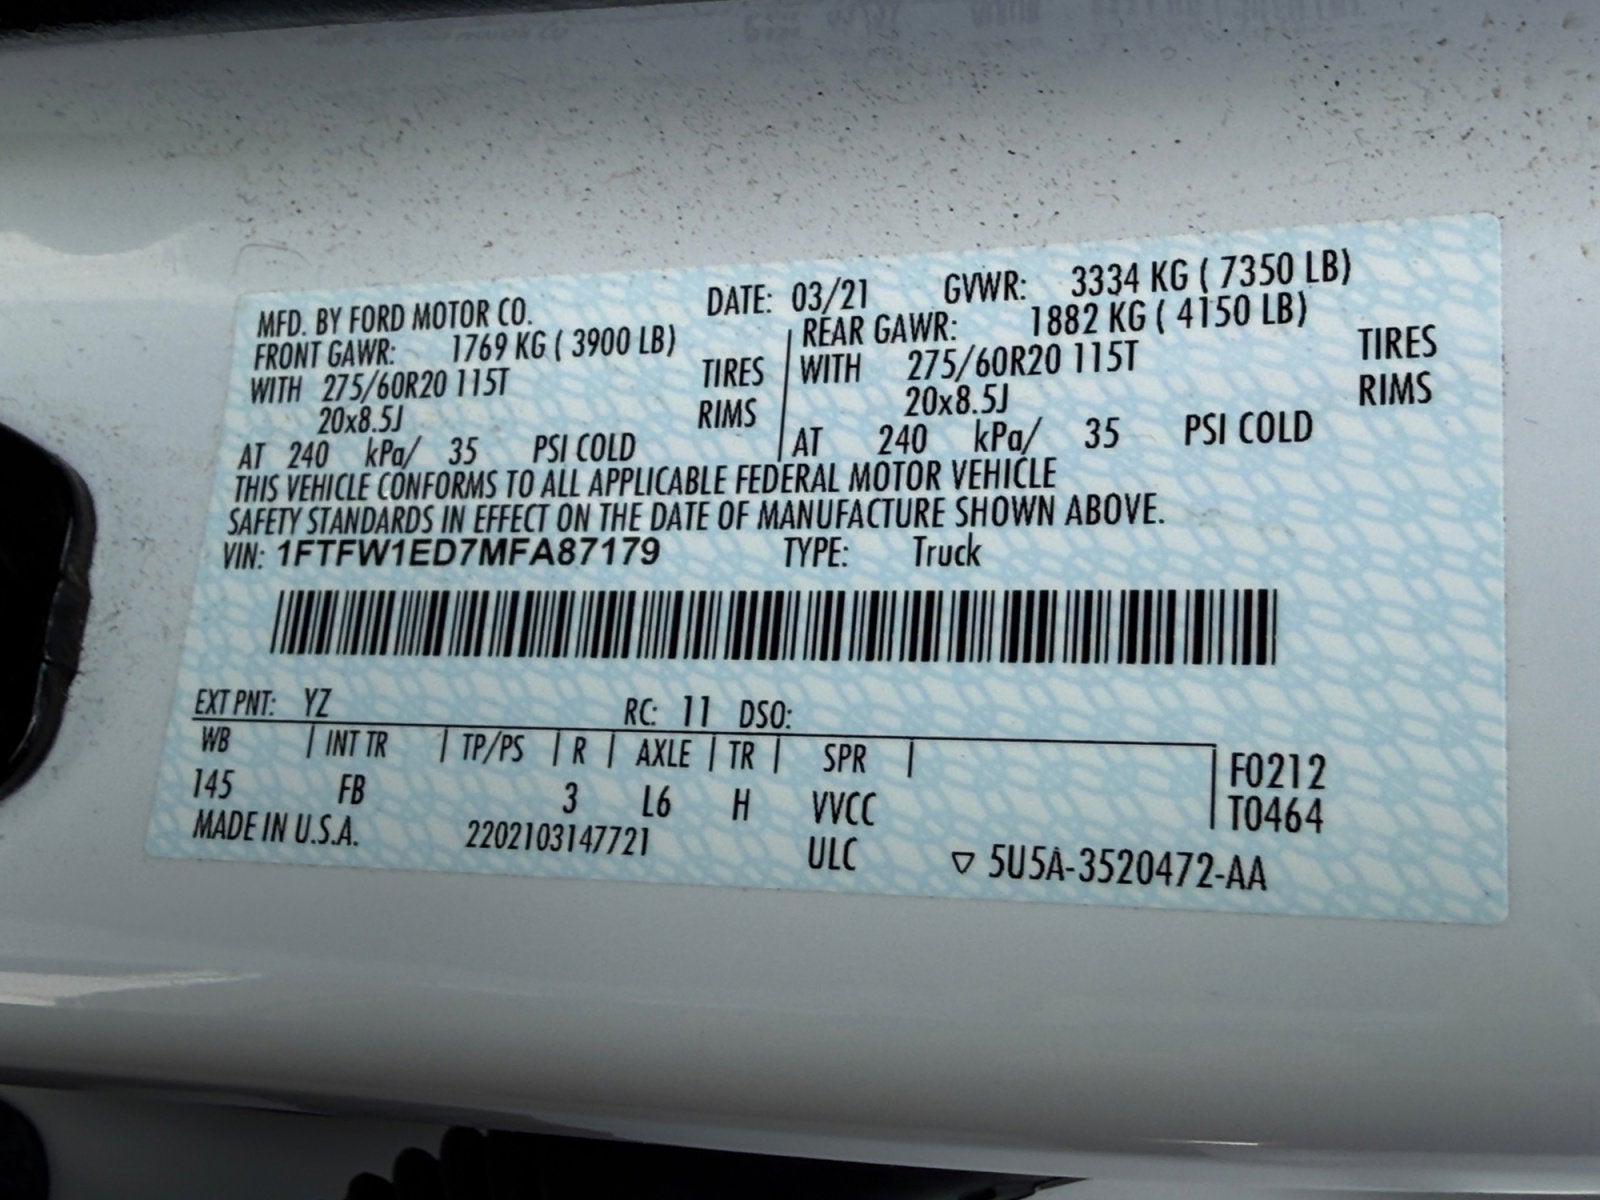 MFD. BY FORD MOTOR CO. DATE: 03/21 GVWR: 3334 KG ( 7350 LB)
FRONT GAWR: 1769 KG ( 3900 LB) REAR GAWR: 1882 KG ( 4150 LB)
WITH 275/60R20 115T TIRES WITH 275/60R20 115T TIRES
20x8.5J RIMS 20x8.5J RIMS
AT 240 kPa/ 35 PSI COLD AT 240 kPa/ 35 PSI COLD
THIS VEHICLE CONFORMS TO ALL APPLICABLE FEDERAL MOTOR VEHICLE
SAFETY STANDARDS IN EFFECT ON THE DATE OF MANUFACTURE SHOWN ABOVE.
VIN: 1FTFW1ED7MFA87179 TYPE: Truck
EXT PNT: YZ RC: 11 DSO:
WB | INT TR | TP/PS | R | AXLE | TR | SPR | F0212
145 FB 3 L6 H VVCC T0464
MADE IN U.S.A. 2202103147721 ULC ▽ 5U5A-3520472-AA